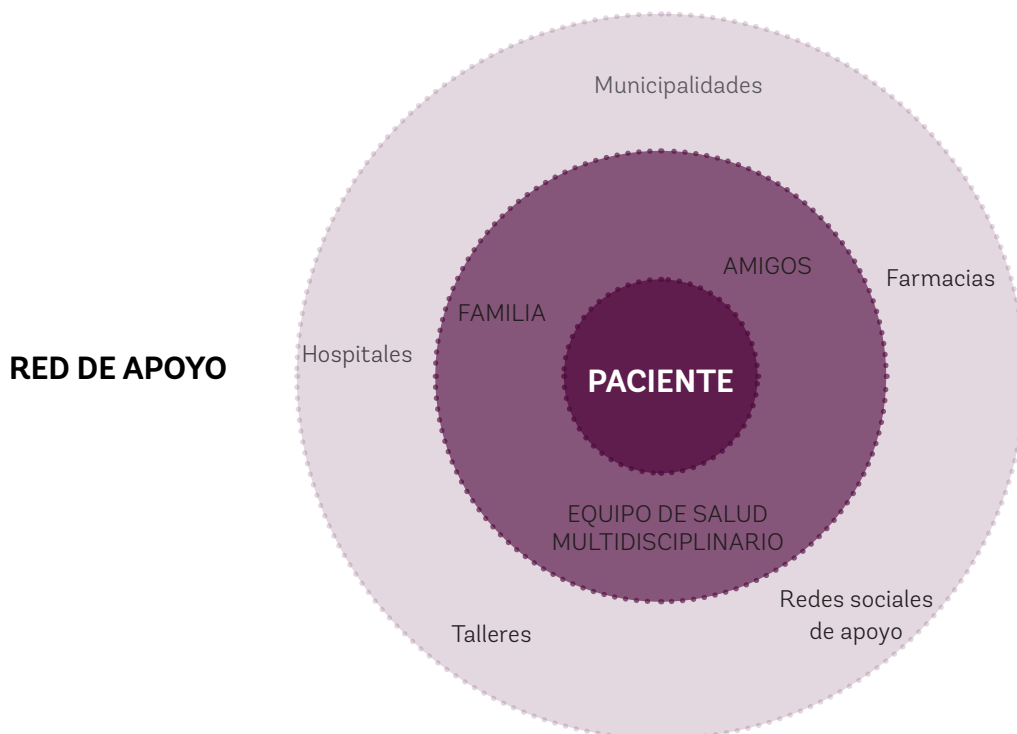 Municipalidades
AMIGOS
Farmacias
FAMILIA
Hospitales
RED DE APOYO
PACIENTE
EQUIPO DE SALUD
MULTIDISCIPLINARIO
Redes sociales
de apoyo
Talleres